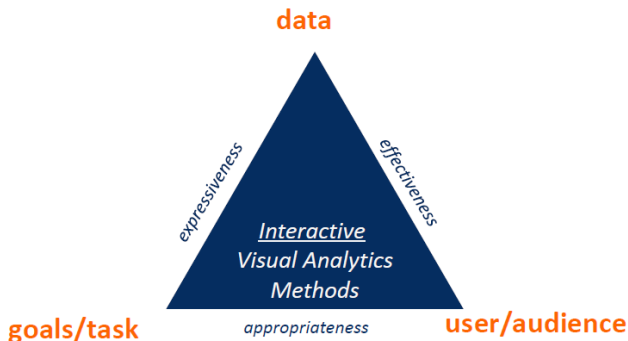 data
expressiveness
effectiveness
Interactive
Visual Analytics
Methods
goals/task
appropriateness
user/audience